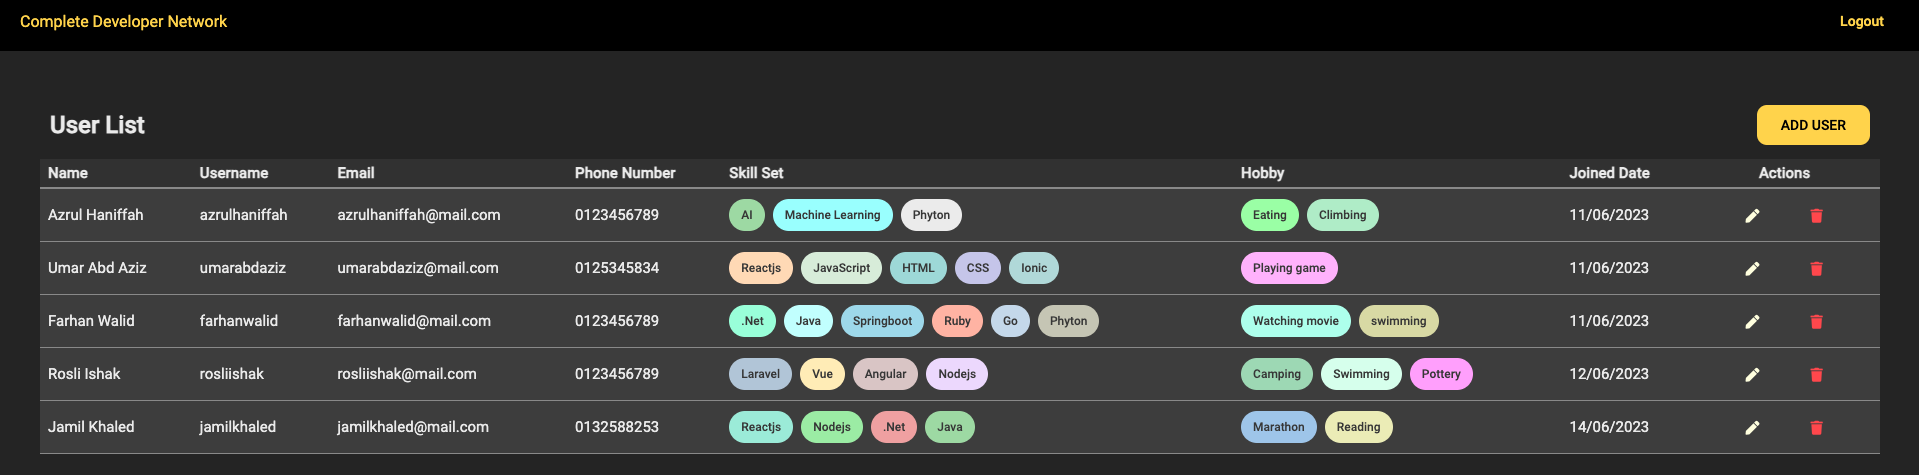 Complete Developer Network Logout
User List ADD USER
Name Username Email Phone Number Skill Set Hobby Joined Date Actions
Azrul Haniffah azrulhaniffah azrulhaniffah@mail.com 0123456789 AI Machine Learning Phyton Eating Climbing 11/06/2023
Umar Abd Aziz umarabdaziz umarabdaziz@mail.com 0125345834 Reactjs JavaScript HTML CSS Ionic Playing game 11/06/2023
Farhan Walid farhanwalid farhanwalid@mail.com 0123456789 .Net Java Springboot Ruby Go Phyton Watching movie swimming 11/06/2023
Rosli Ishak rosliishak rosliishak@mail.com 0123456789 Laravel Vue Angular Nodejs Camping Swimming Pottery 12/06/2023
Jamil Khaled jamilkhaled jamilkhaled@mail.com 0132588253 Reactjs Nodejs .Net Java Marathon Reading 14/06/2023